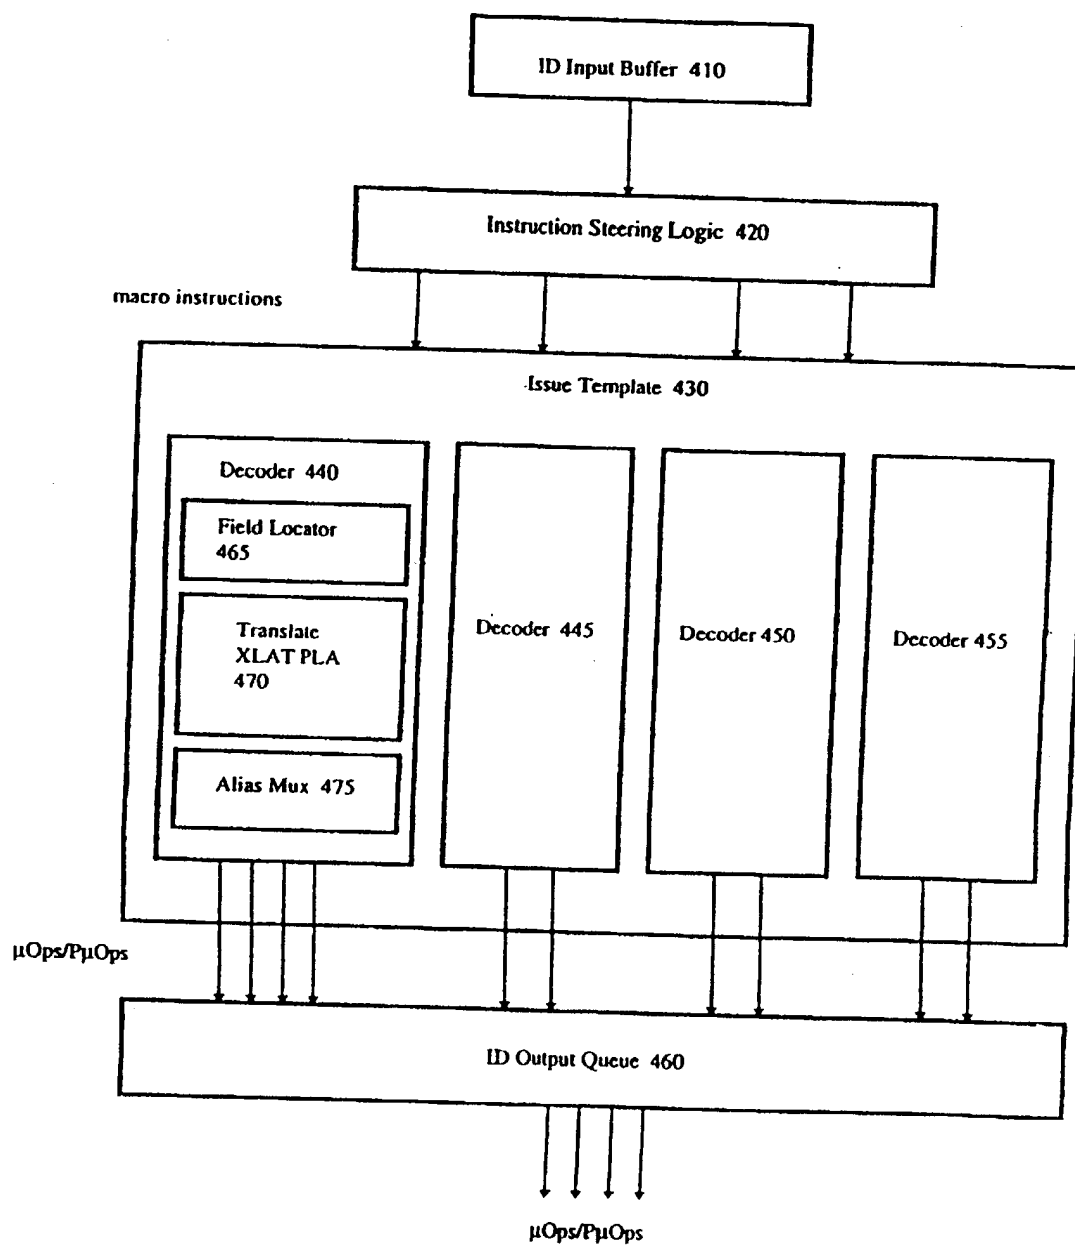 ID Input Buffer 410
Instruction Steering Logic 420
macro instructions
Issue Template 430
Decoder 440
Field Locator
465
Translate
XLAT PLA
470
Alias Mux 475
Decoder 445
Decoder 450
Decoder 455
µOps/PµOps
ID Output Queue 460
µOps/PµOps